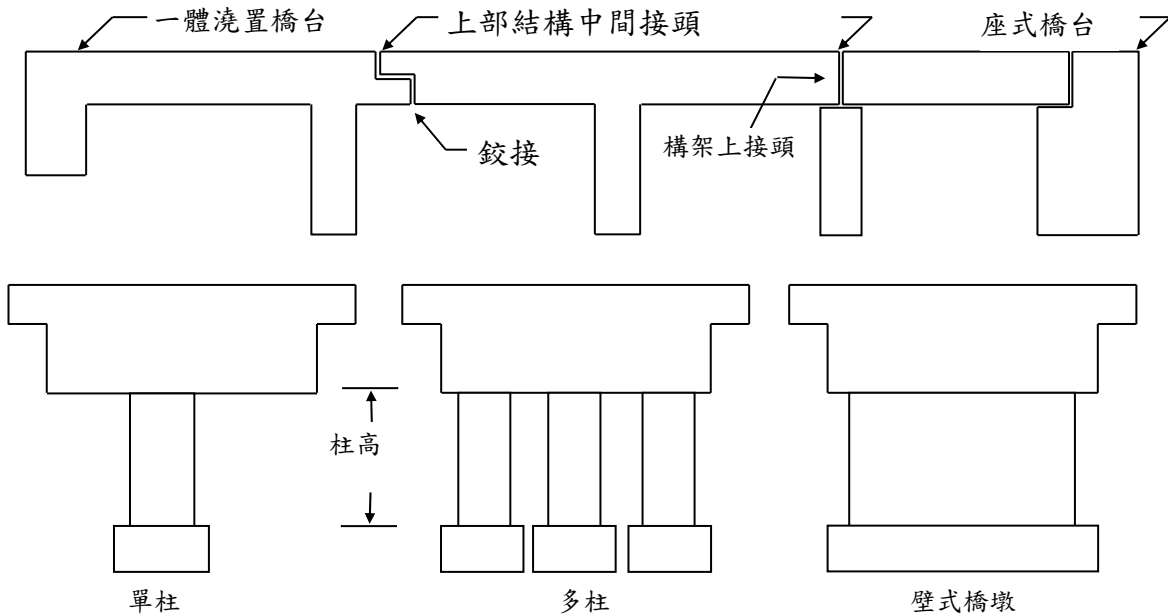 一體澆置橋台
上部結構中間接頭
座式橋台
鉸接
構架上接頭
柱高
單柱
多柱
壁式橋墩